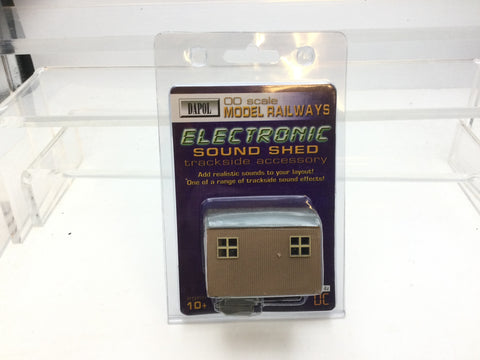 DAPOL
OO scale
MODEL RAILWAYS
ELECTRONIC
SOUND SHED
trackside accessory
Add realistic sounds to your layout!
*One of a range of trackside sound effects!
10+